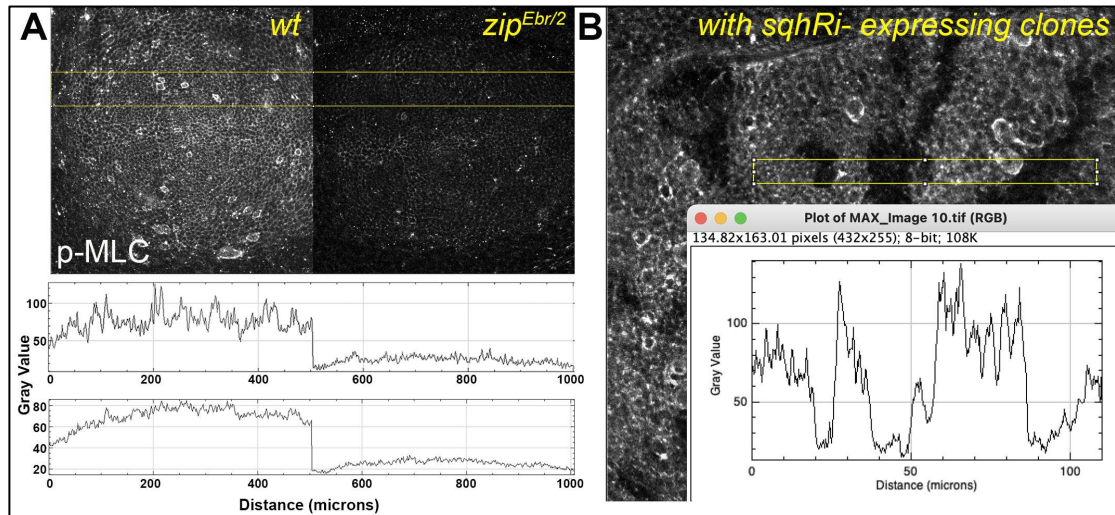 A
wt
zip^Ebr/2
p-MLC
Gray Value
100
50
0
200
400
600
800
1000
80
60
40
20
0
200
400
600
800
1000
Distance (microns)
B
with sqhRi- expressing clones
Plot of MAX_Image 10.tif (RGB)
134.82x163.01 pixels (432x255); 8-bit; 108K
Gray Value
100
50
0
50
100
Distance (microns)